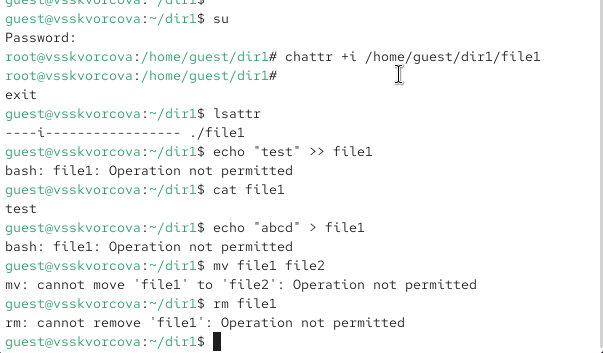 guest@vsskvorcova:~/dir1$ su
Password:
root@vsskvorcova:/home/guest/dir1# chattr +i /home/guest/dir1/file1
root@vsskvorcova:/home/guest/dir1#
exit
guest@vsskvorcova:~/dir1$ lsattr
----i----------------- ./file1
guest@vsskvorcova:~/dir1$ echo "test" >> file1
bash: file1: Operation not permitted
guest@vsskvorcova:~/dir1$ cat file1
test
guest@vsskvorcova:~/dir1$ echo "abcd" > file1
bash: file1: Operation not permitted
guest@vsskvorcova:~/dir1$ mv file1 file2
mv: cannot move 'file1' to 'file2': Operation not permitted
guest@vsskvorcova:~/dir1$ rm file1
rm: cannot remove 'file1': Operation not permitted
guest@vsskvorcova:~/dir1$